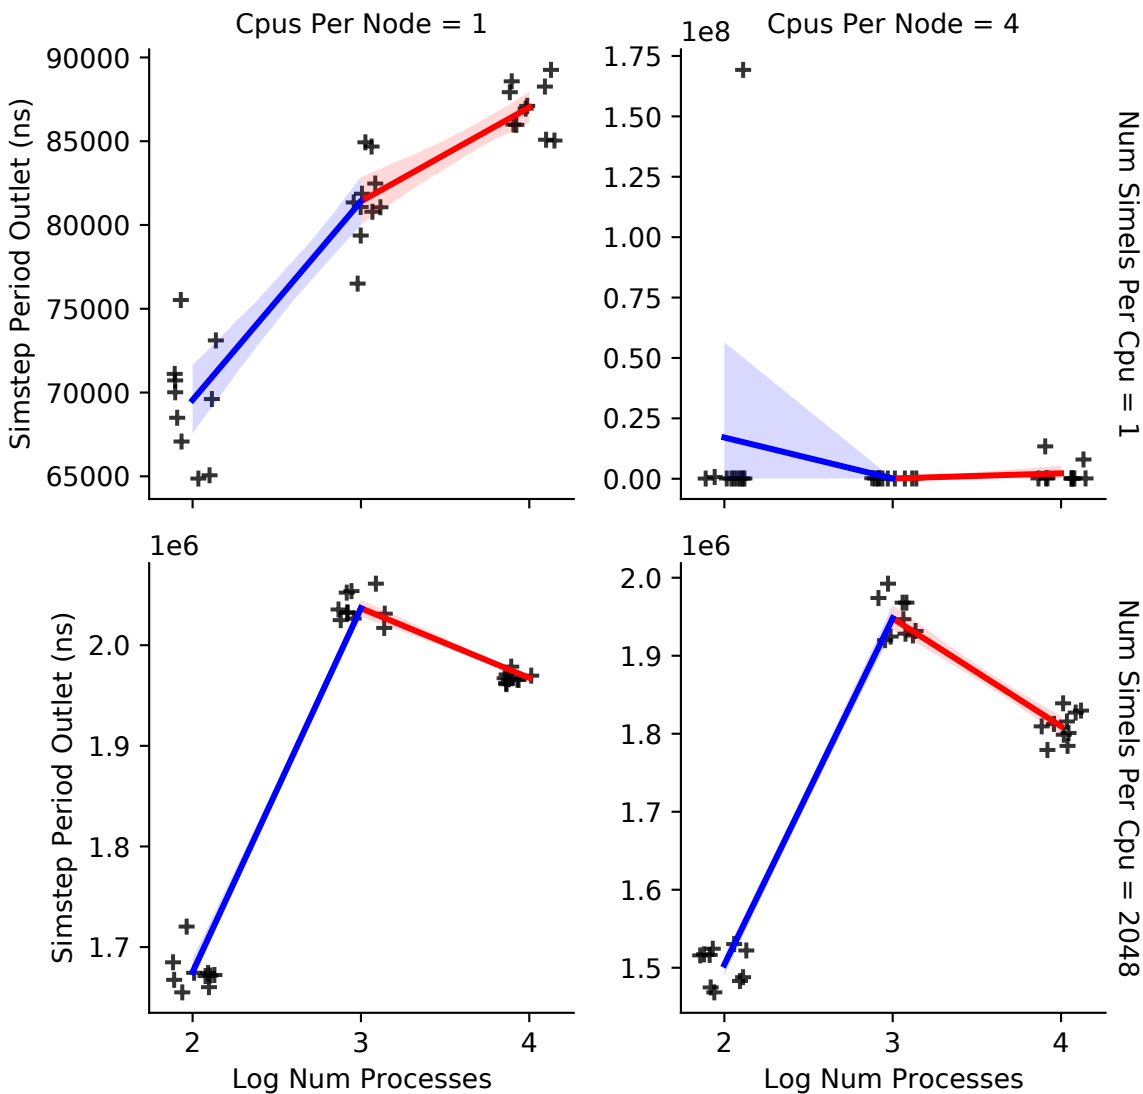 Cpus Per Node = 1
Cpus Per Node = 4
1e8
Simstep Period Outlet (ns)
90000
85000
80000
75000
70000
65000
1.75
1.50
1.25
1.00
0.75
0.50
0.25
0.00
Num Simels Per Cpu = 1
1e6
Simstep Period Outlet (ns)
2.0
1.9
1.8
1.7
2
3
4
Log Num Processes
1e6
2.0
1.9
1.8
1.7
1.6
1.5
2
3
4
Log Num Processes
Num Simels Per Cpu = 2048